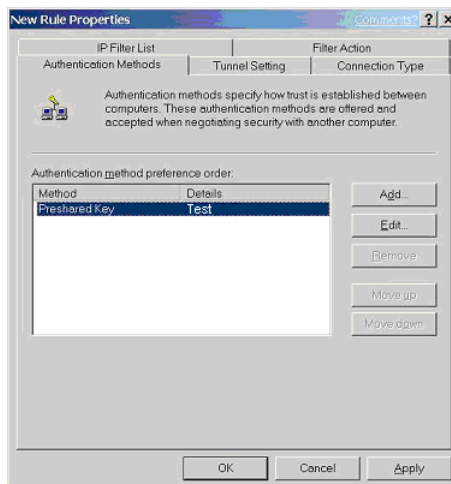 New Rule Properties Comments? ? x
IP Filter List Filter Action
Authentication Methods Tunnel Setting Connection Type
Authentication methods specify how trust is established between
computers. These authentication methods are offered and
accepted when negotiating security with another computer.
Authentication method preference order:
Method Details
Preshared Key Test
Add...
Edit...
Remove
Move up
Move down
OK Cancel Apply